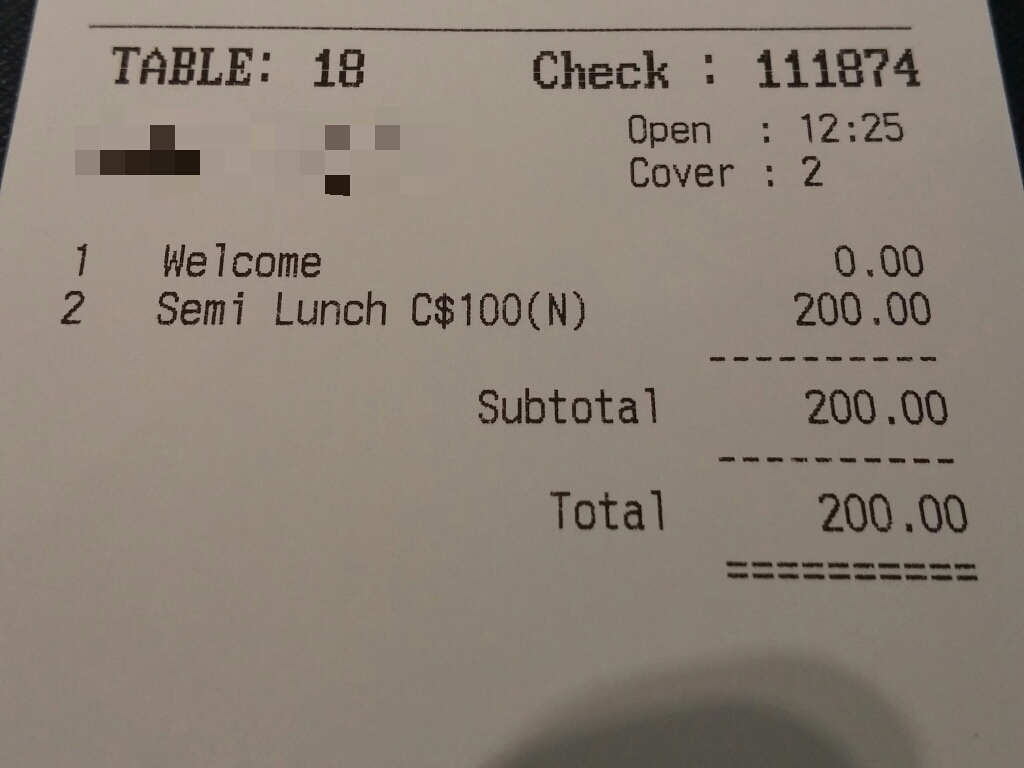 TABLE: 18 Check : 111874
Open : 12:25
Cover : 2
1 Welcome 0.00
2 Semi Lunch C$100(N) 200.00
----------
Subtotal 200.00
----------
Total 200.00
==========